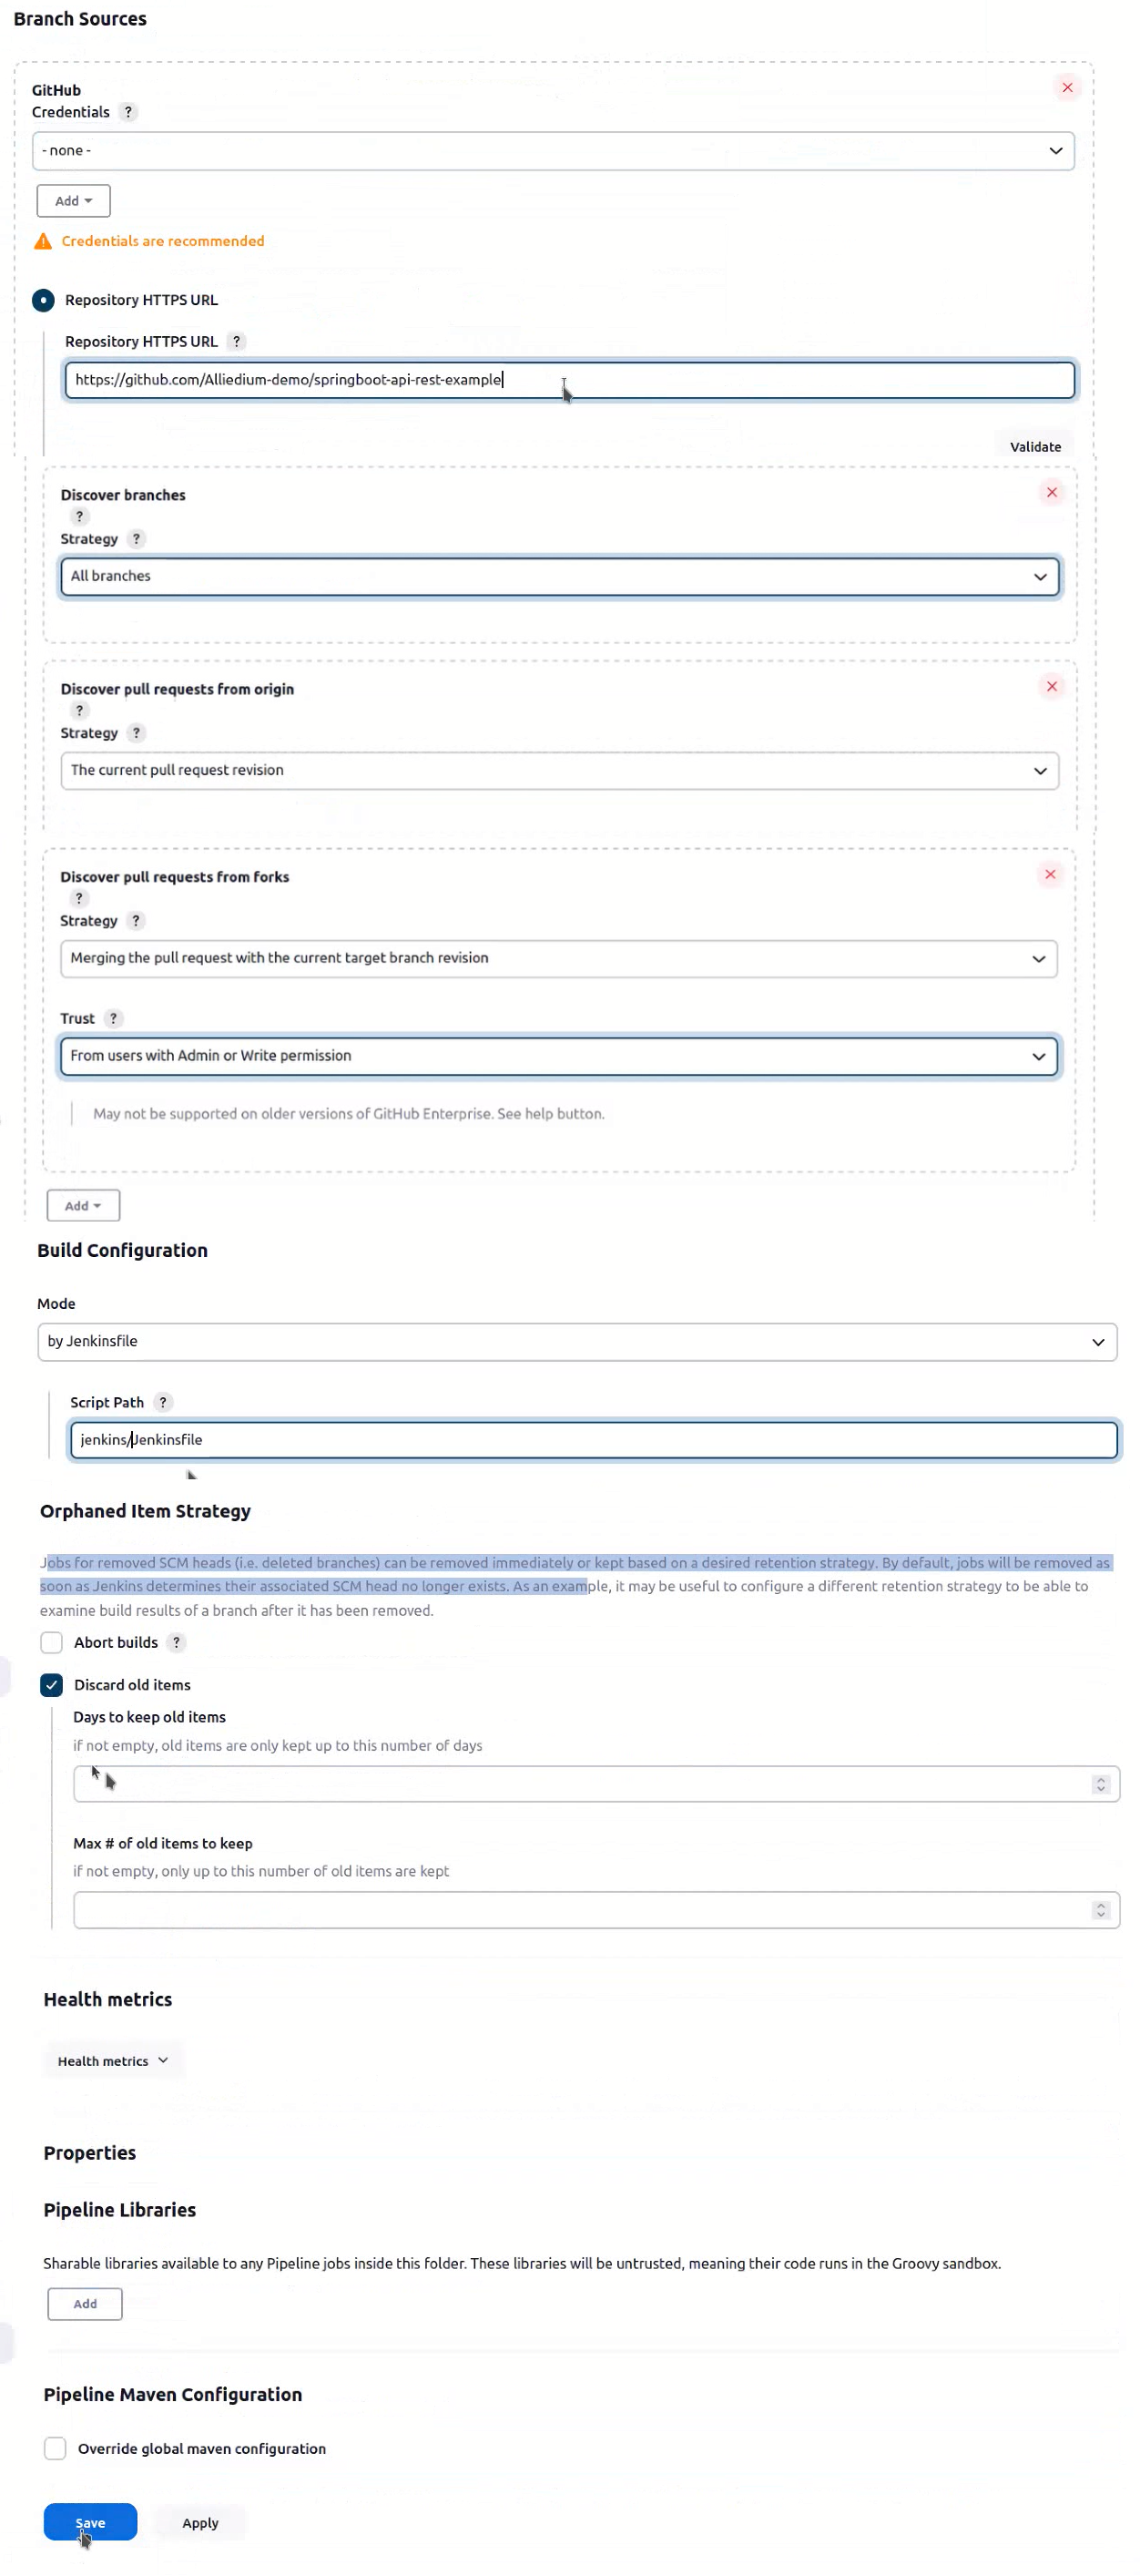 Branch Sources
GitHub
Credentials ?
- none -
Add
Credentials are recommended
Repository HTTPS URL
Repository HTTPS URL ?
https://github.com/Alliedium-demo/springboot-api-rest-example
Validate
Discover branches
?
Strategy ?
All branches
Discover pull requests from origin
?
Strategy ?
The current pull request revision
Discover pull requests from forks
?
Strategy ?
Merging the pull request with the current target branch revision
Trust ?
From users with Admin or Write permission
May not be supported on older versions of GitHub Enterprise. See help button.
Add
Build Configuration
Mode
by Jenkinsfile
Script Path ?
jenkins/Jenkinsfile
Orphaned Item Strategy
Jobs for removed SCM heads (i.e. deleted branches) can be removed immediately or kept based on a desired retention strategy. By default, jobs will be removed as
soon as Jenkins determines their associated SCM head no longer exists. As an example, it may be useful to configure a different retention strategy to be able to
examine build results of a branch after it has been removed.
Abort builds ?
Discard old items
Days to keep old items
if not empty, old items are only kept up to this number of days
Max # of old items to keep
if not empty, only up to this number of old items are kept
Health metrics
Health metrics
Properties
Pipeline Libraries
Sharable libraries available to any Pipeline jobs inside this folder. These libraries will be untrusted, meaning their code runs in the Groovy sandbox.
Add
Pipeline Maven Configuration
Override global maven configuration
Save Apply